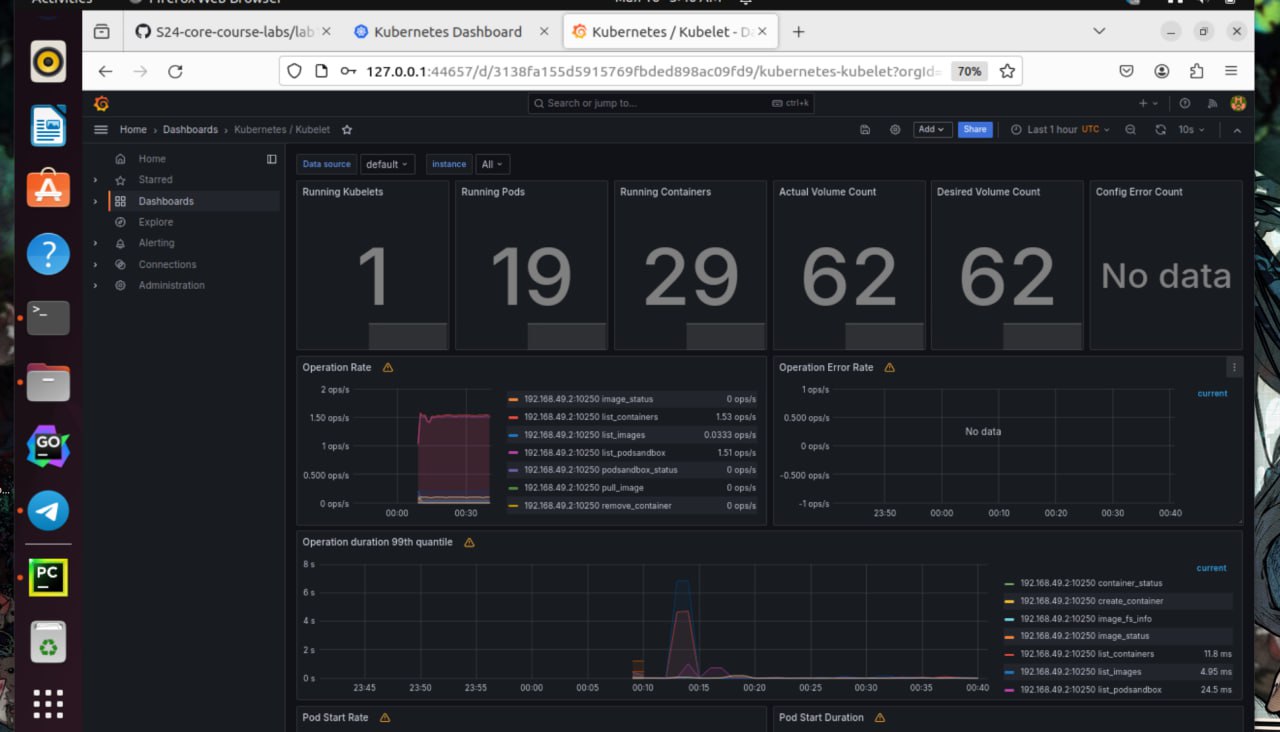 Activities
Firefox Web Browser
S24-core-course-labs/lab
Kubernetes Dashboard
Kubernetes / Kubelet - D
127.0.0.1:44657/d/3138fa155d5915769fbded898ac09fd9/kubernetes-kubelet?orgId=
70%
Search or jump to...
ctrl+k
Home › Dashboards › Kubernetes / Kubelet
Add
Share
Last 1 hour UTC
10s
Home
Starred
Dashboards
Explore
Alerting
Connections
Administration
Data source default instance All
Running Kubelets
1
Running Pods
19
Running Containers
29
Actual Volume Count
62
Desired Volume Count
62
Config Error Count
No data
Operation Rate
2 ops/s
1.50 ops/s
1 ops/s
0.500 ops/s
0 ops/s
00:00 00:30
192.168.49.2:10250 image_status 0 ops/s
192.168.49.2:10250 list_containers 1.53 ops/s
192.168.49.2:10250 list_images 0.0333 ops/s
192.168.49.2:10250 list_podsandbox 1.51 ops/s
192.168.49.2:10250 podsandbox_status 0 ops/s
192.168.49.2:10250 pull_image 0 ops/s
192.168.49.2:10250 remove_container 0 ops/s
Operation Error Rate
1 ops/s
0.500 ops/s
0 ops/s
-0.500 ops/s
-1 ops/s
No data
23:50 00:00 00:10 00:20 00:30 00:40
current
Operation duration 99th quantile
8 s
6 s
4 s
2 s
0 s
23:45 23:50 23:55 00:00 00:05 00:10 00:15 00:20 00:25 00:30 00:35 00:40
current
192.168.49.2:10250 container_status
192.168.49.2:10250 create_container
192.168.49.2:10250 image_fs_info
192.168.49.2:10250 image_status
192.168.49.2:10250 list_containers 11.8 ms
192.168.49.2:10250 list_images 4.95 ms
192.168.49.2:10250 list_podsandbox 24.5 ms
Pod Start Rate
Pod Start Duration
GO
PC